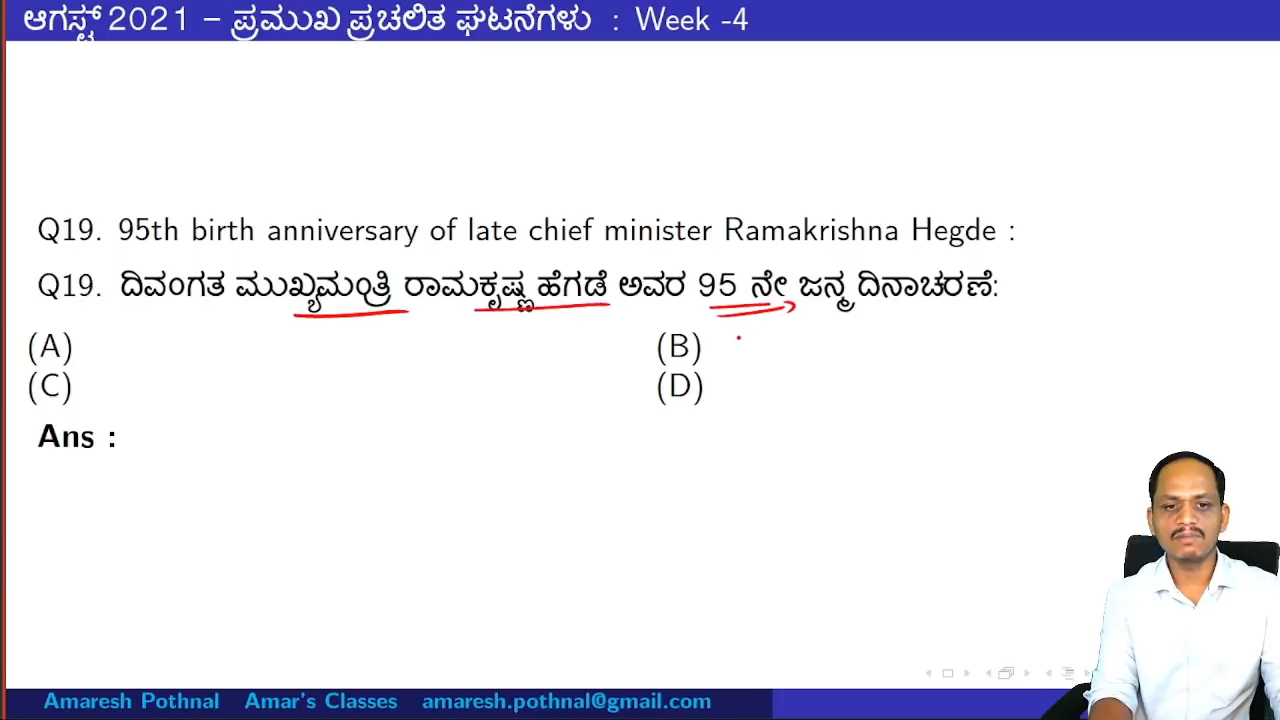 ಆಗಸ್ಟ್ 2021 – ಪ್ರಮುಖ ಪ್ರಚಲಿತ ಘಟನೆಗಳು : Week -4
Q19. 95th birth anniversary of late chief minister Ramakrishna Hegde :
Q19. ದಿವಂಗತ ಮುಖ್ಯಮಂತ್ರಿ ರಾಮಕೃಷ್ಣ ಹೆಗಡೆ ಅವರ 95 ನೇ ಜನ್ಮ ದಿನಾಚರಣೆ:
(A) (B)
(C) (D)
Ans :
Amaresh Pothnal Amar's Classes amaresh.pothnal@gmail.com